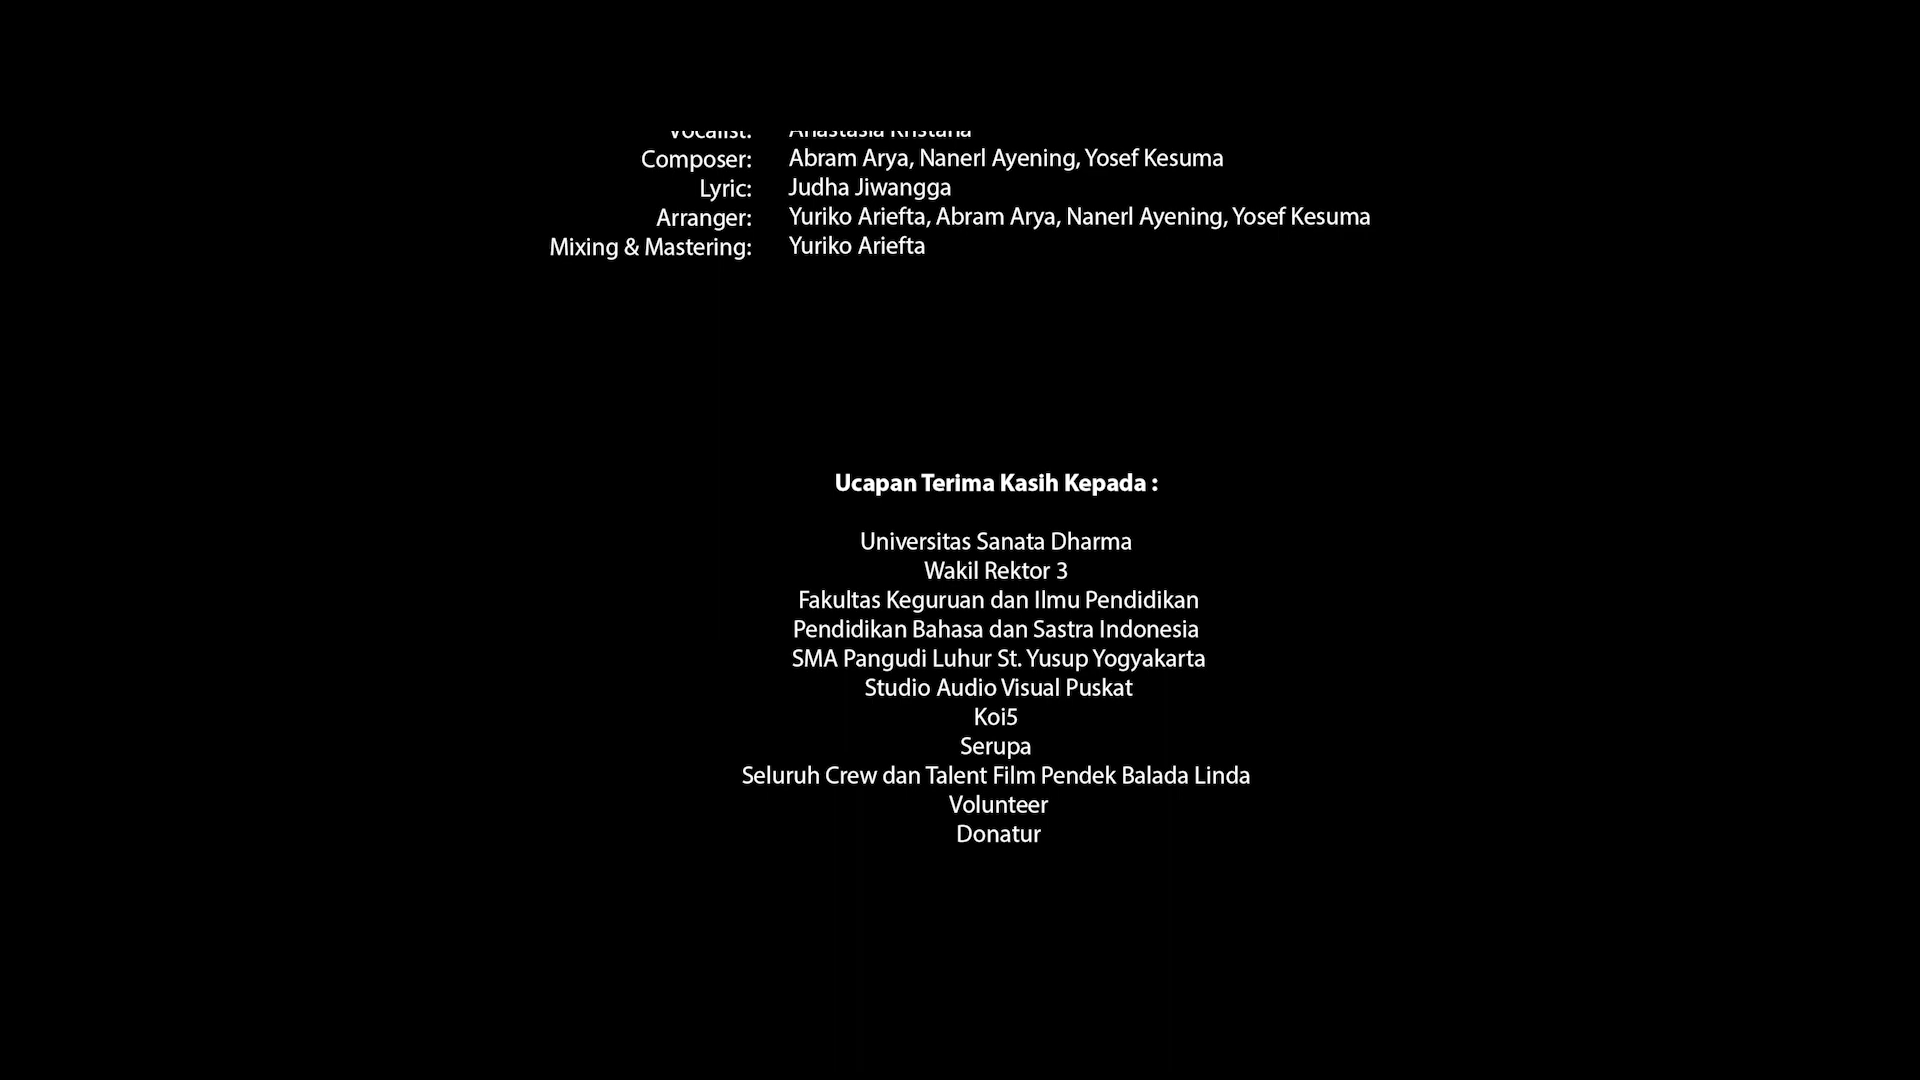 Vocalist: Anastasia Kristana
Composer: Abram Arya, Nanerl Ayening, Yosef Kesuma
Lyric: Judha Jiwangga
Arranger: Yuriko Ariefta, Abram Arya, Nanerl Ayening, Yosef Kesuma
Mixing & Mastering: Yuriko Ariefta
Ucapan Terima Kasih Kepada :
Universitas Sanata Dharma
Wakil Rektor 3
Fakultas Keguruan dan Ilmu Pendidikan
Pendidikan Bahasa dan Sastra Indonesia
SMA Pangudi Luhur St. Yusup Yogyakarta
Studio Audio Visual Puskat
Koi5
Serupa
Seluruh Crew dan Talent Film Pendek Balada Linda
Volunteer
Donatur